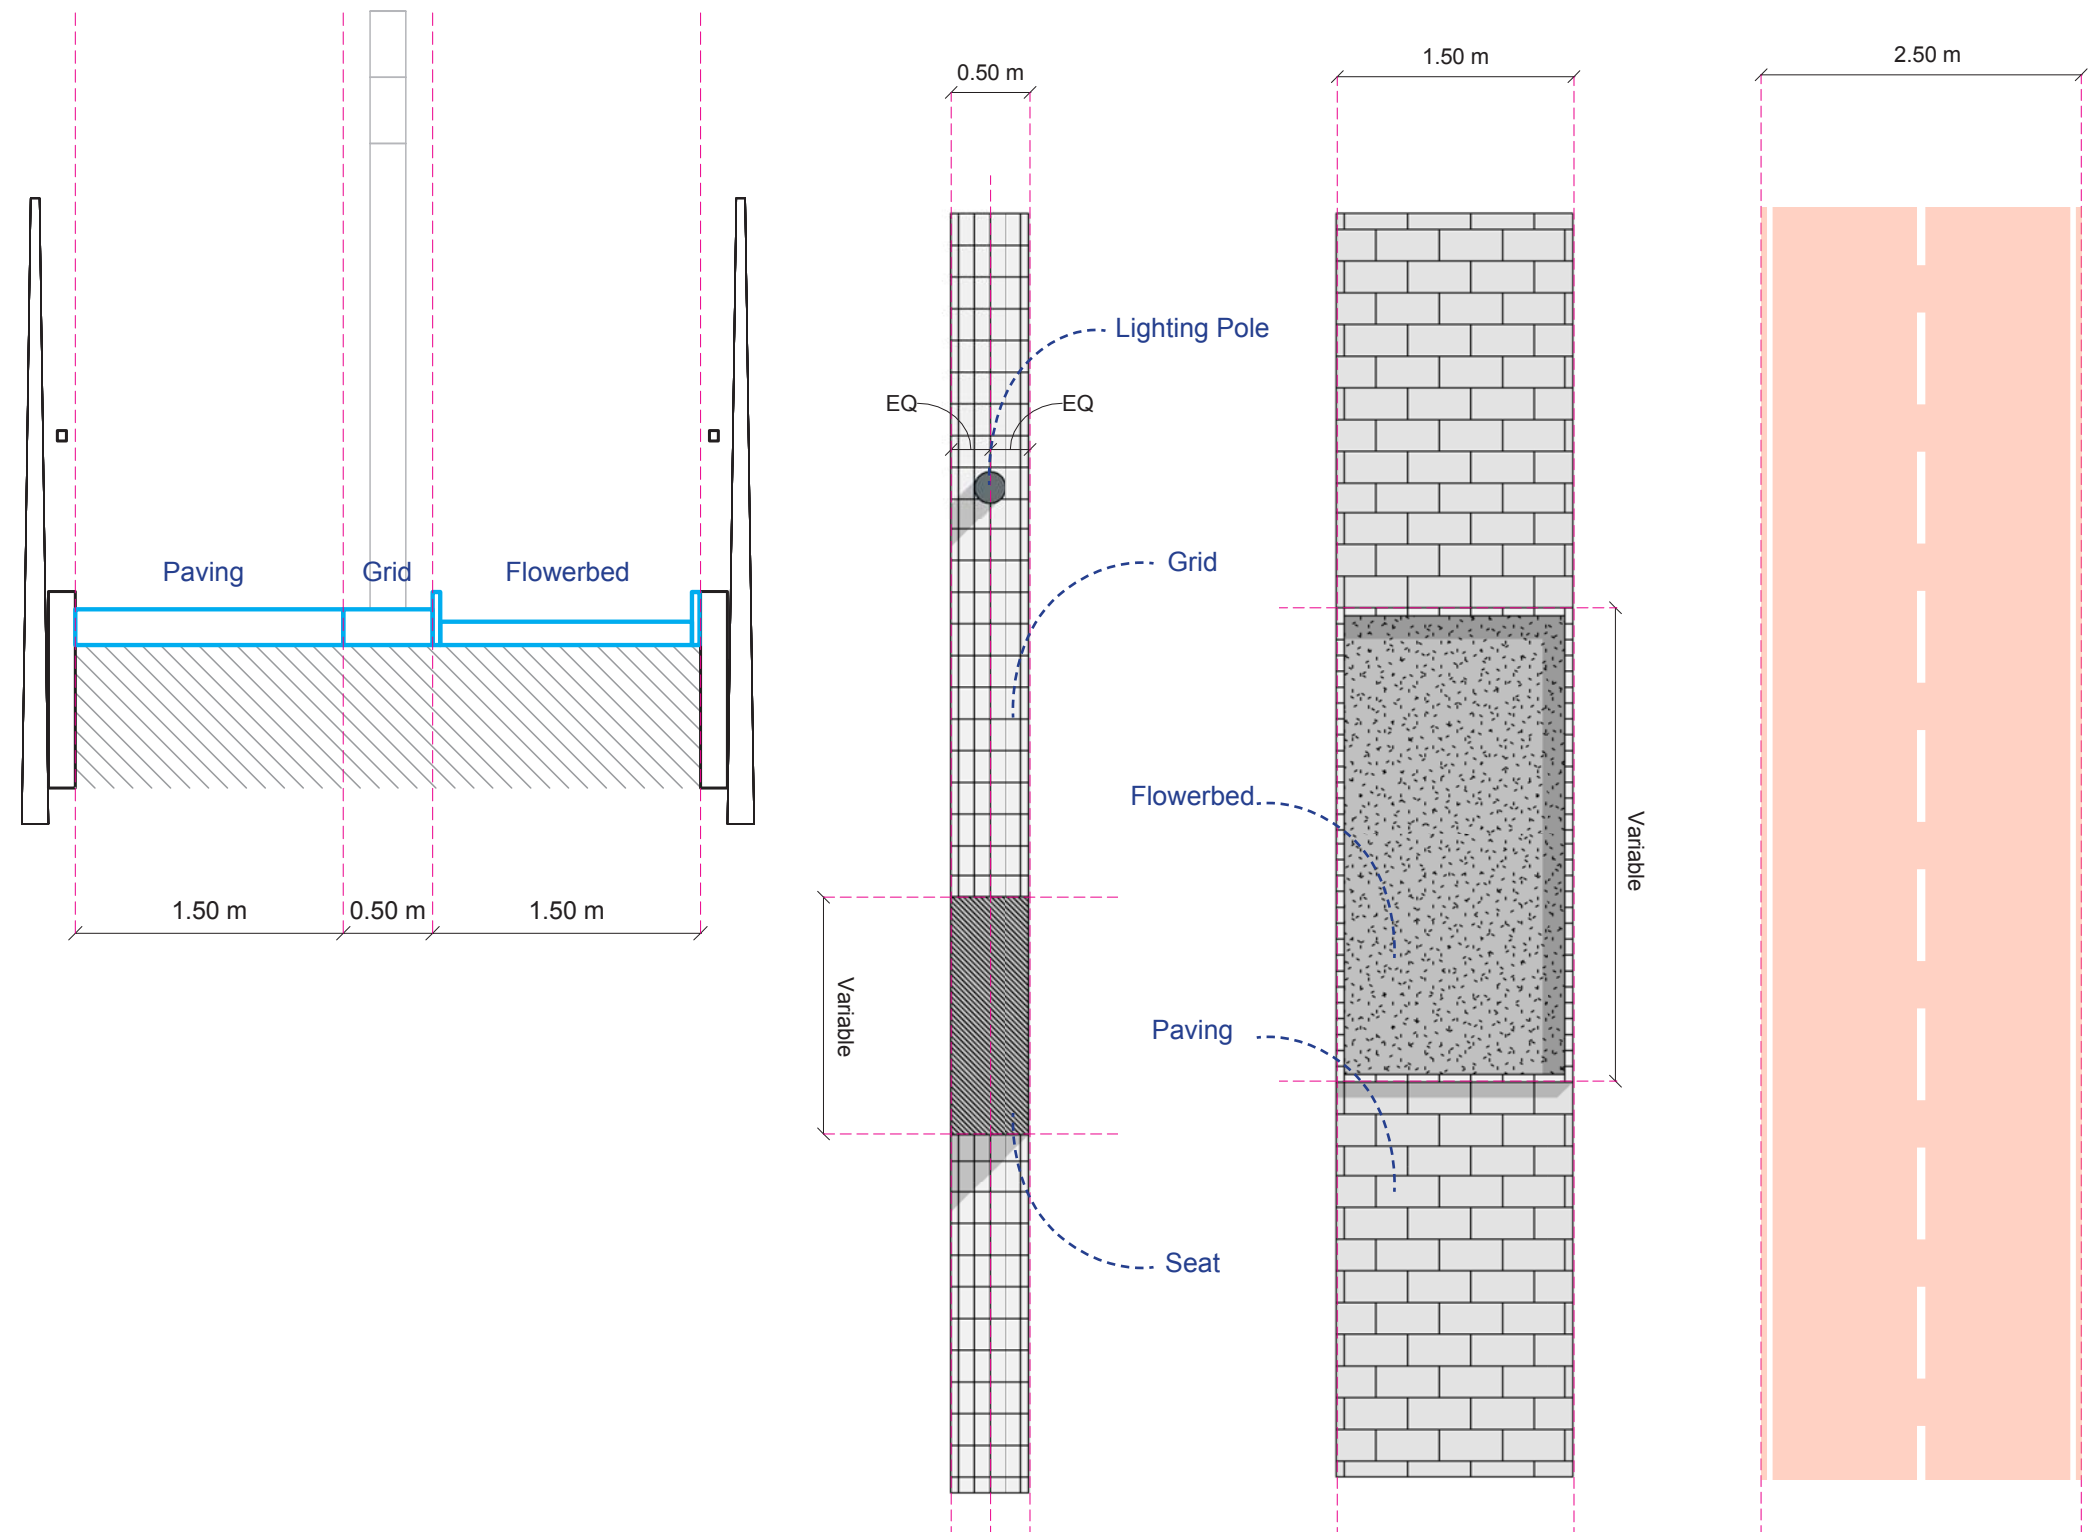 Paving
Grid
Flowerbed
1.50 m
0.50 m
1.50 m
0.50 m
Lighting Pole
EQ
EQ
Grid
Variable
Seat
1.50 m
Flowerbed
Paving
Variable
2.50 m